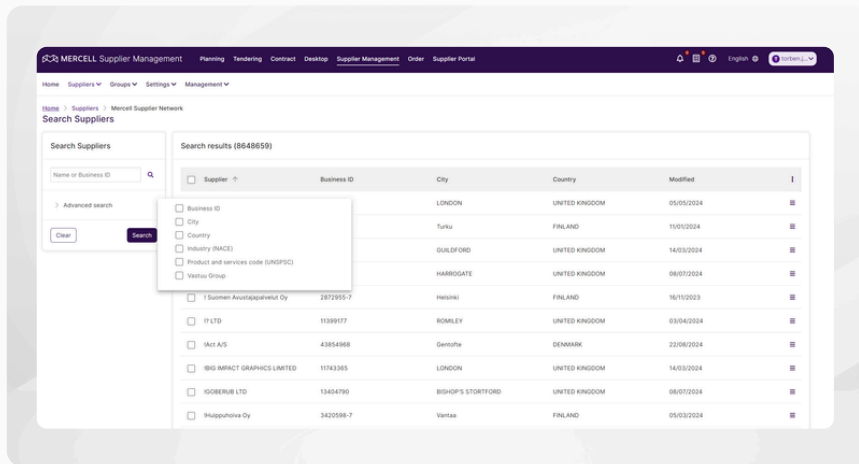 MERCELL Supplier Management Planning Tendering Contract Desktop Supplier Management Order Supplier Portal English torben.j...
Home Suppliers Groups Settings Management
Home > Suppliers > Mercell Supplier Network
Search Suppliers
Search Suppliers
Name or Business ID
Advanced search
Clear Search
Search results (8648659)
Supplier ↑ Business ID City Country Modified
LONDON UNITED KINGDOM 05/05/2024
Turku FINLAND 11/01/2024
GUILDFORD UNITED KINGDOM 14/03/2024
HARROGATE UNITED KINGDOM 08/07/2024
! Suomen Avustajapalvelut Oy 2872955-7 Helsinki FINLAND 16/11/2023
!? LTD 11399177 ROMILEY UNITED KINGDOM 03/04/2024
!Act A/S 43854968 Gentofte DENMARK 22/08/2024
!BIG IMPACT GRAPHICS LIMITED 11743365 LONDON UNITED KINGDOM 14/03/2024
!GOBERUB LTD 13404790 BISHOP'S STORTFORD UNITED KINGDOM 08/07/2024
!Huippuhoiva Oy 3420598-7 Vantaa FINLAND 05/03/2024
Business ID
City
Country
Industry (NACE)
Product and services code (UNSPSC)
Vastuu Group